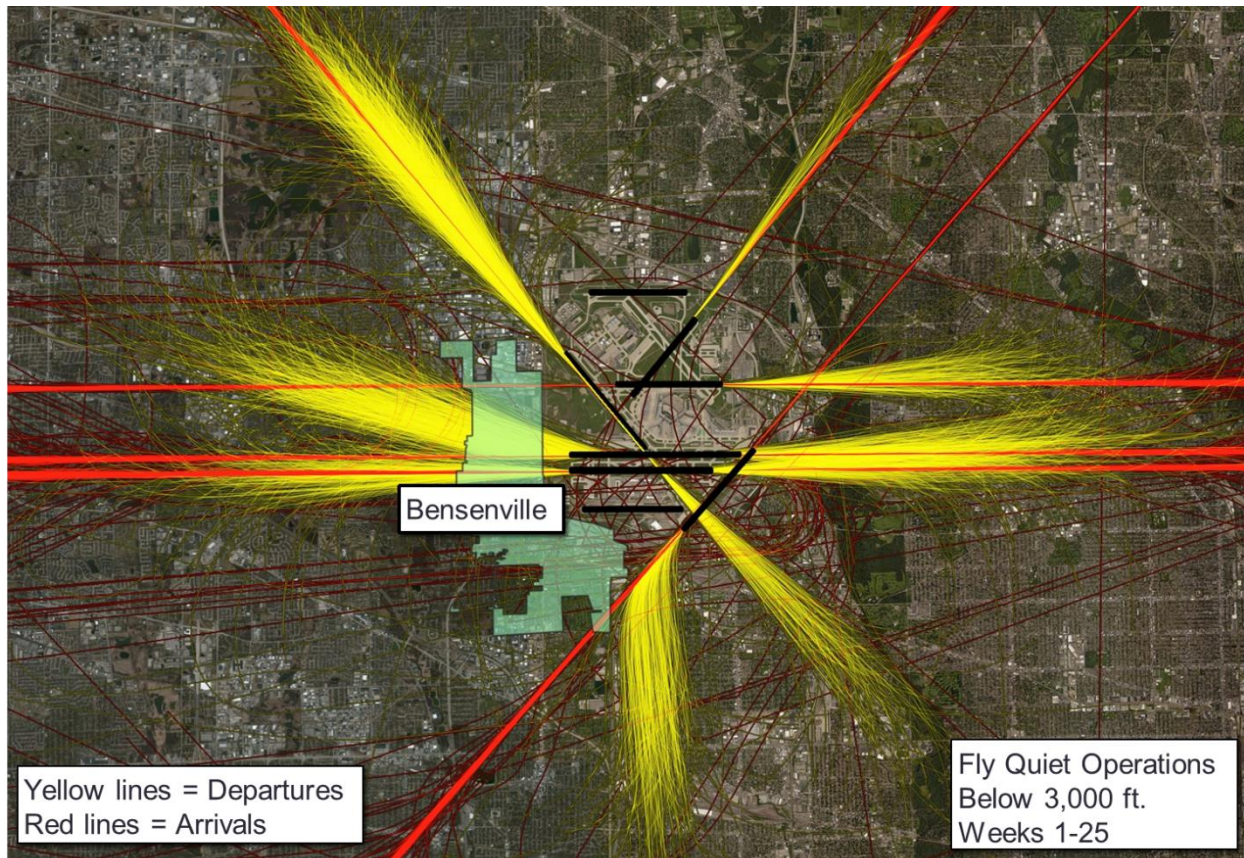 Bensenville
Yellow lines = Departures
Red lines = Arrivals
Fly Quiet Operations
Below 3,000 ft.
Weeks 1-25